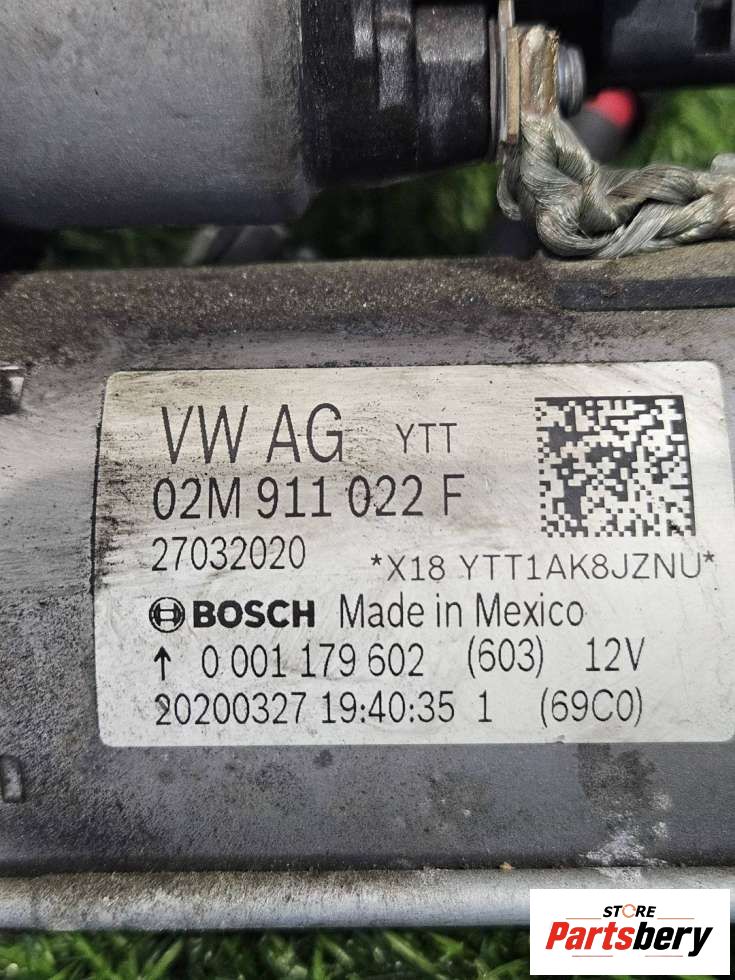 VW AG YTT
02M 911 022 F
27032020
*X18 YTT1AK8JZNU*
BOSCH Made in Mexico
↑ 0 001 179 602 (603) 12V
20200327 19:40:35 1 (69C0)
STORE
Partsbery